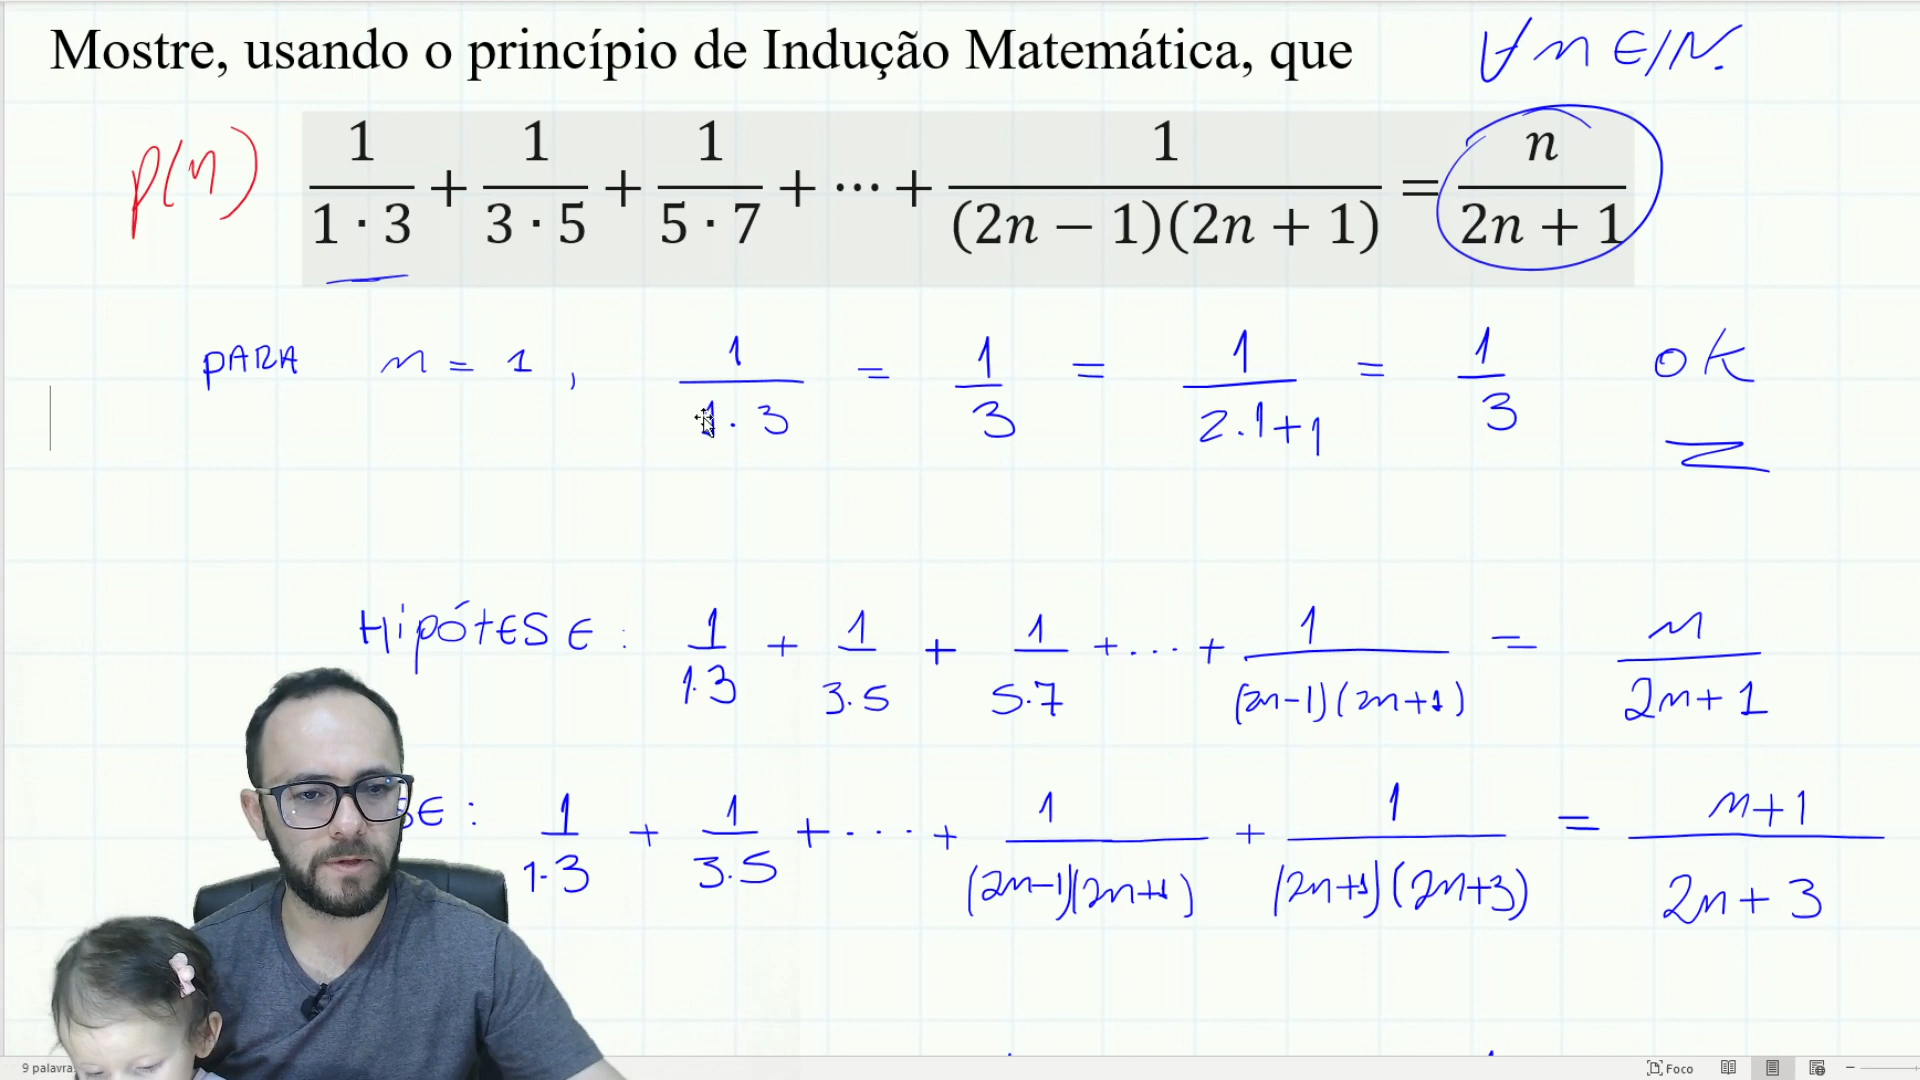 Mostre, usando o princípio de Indução Matemática, que ∀ n ∈ IN.
P(n) 1/(1 · 3) + 1/(3 · 5) + 1/(5 · 7) + ⋯ + 1/((2n − 1)(2n + 1)) = n/(2n + 1)
PARA n = 1, 1/(1 · 3) = 1/3 = 1/(2.1+1) = 1/3 OK
HIPÓTESE: 1/(1.3) + 1/(3.5) + 1/(5.7) + ... + 1/((2n-1)(2n+1)) = n/(2n+1)
SE: 1/(1.3) + 1/(3.5) + ... + 1/((2n-1)(2n+1)) + 1/((2n+1)(2n+3)) = n+1/(2n+3)
9 palavra
Foco